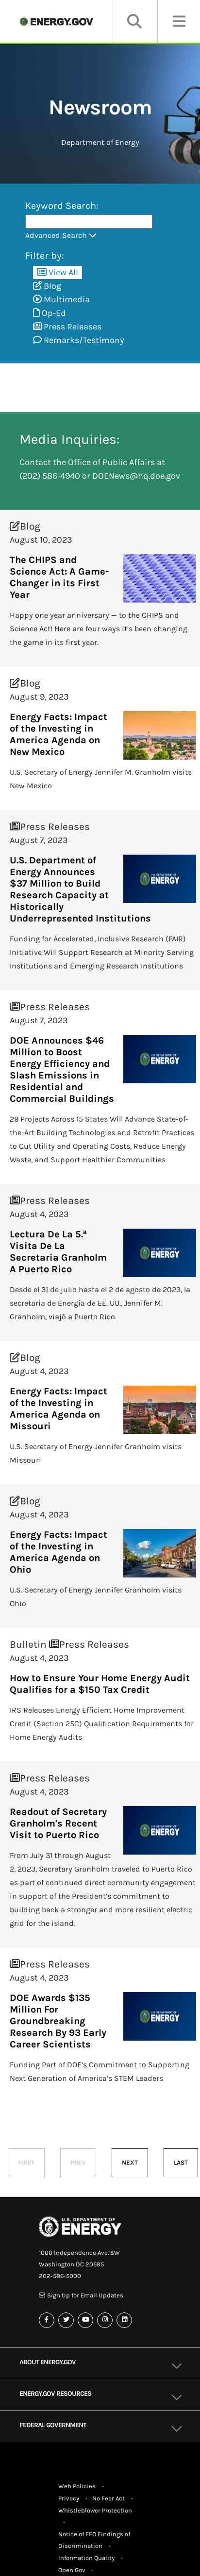 ENERGY.GOV
Newsroom
Department of Energy
Keyword Search:
Advanced Search
Filter by:
View All
Blog
Multimedia
Op-Ed
Press Releases
Remarks/Testimony
Media Inquiries:
Contact the Office of Public Affairs at
(202) 586-4940 or DOENews@hq.doe.gov
Blog
August 10, 2023
The CHIPS and
Science Act: A Game-
Changer in its First
Year
Happy one year anniversary — to the CHIPS and
Science Act! Here are four ways it's been changing
the game in its first year.
Blog
August 9, 2023
Energy Facts: Impact
of the Investing in
America Agenda on
New Mexico
U.S. Secretary of Energy Jennifer M. Granholm visits
New Mexico
Press Releases
August 7, 2023
U.S. Department of
Energy Announces
$37 Million to Build
Research Capacity at
Historically
Underrepresented Institutions
Funding for Accelerated, Inclusive Research (FAIR)
Initiative Will Support Research at Minority Serving
Institutions and Emerging Research Institutions
Press Releases
August 7, 2023
DOE Announces $46
Million to Boost
Energy Efficiency and
Slash Emissions in
Residential and
Commercial Buildings
29 Projects Across 15 States Will Advance State-of-
the-Art Building Technologies and Retrofit Practices
to Cut Utility and Operating Costs, Reduce Energy
Waste, and Support Healthier Communities
Press Releases
August 4, 2023
Lectura De La 5.ª
Visita De La
Secretaria Granholm
A Puerto Rico
Desde el 31 de julio hasta el 2 de agosto de 2023, la
secretaria de Energía de EE. UU., Jennifer M.
Granholm, viajó a Puerto Rico.
Blog
August 4, 2023
Energy Facts: Impact
of the Investing in
America Agenda on
Missouri
U.S. Secretary of Energy Jennifer Granholm visits
Missouri
Blog
August 4, 2023
Energy Facts: Impact
of the Investing in
America Agenda on
Ohio
U.S. Secretary of Energy Jennifer Granholm visits
Ohio
Bulletin Press Releases
August 4, 2023
How to Ensure Your Home Energy Audit
Qualifies for a $150 Tax Credit
IRS Releases Energy Efficient Home Improvement
Credit (Section 25C) Qualification Requirements for
Home Energy Audits
Press Releases
August 4, 2023
Readout of Secretary
Granholm's Recent
Visit to Puerto Rico
From July 31 through August
2, 2023, Secretary Granholm traveled to Puerto Rico
as part of continued direct community engagement
in support of the President's commitment to
building back a stronger and more resilient electric
grid for the island.
Press Releases
August 4, 2023
DOE Awards $135
Million For
Groundbreaking
Research By 93 Early
Career Scientists
Funding Part of DOE's Commitment to Supporting
Next Generation of America's STEM Leaders
FIRST PREV NEXT LAST
U.S. DEPARTMENT OF
ENERGY
1000 Independence Ave. SW
Washington DC 20585
202-586-5000
Sign Up for Email Updates
ABOUT ENERGY.GOV
ENERGY.GOV RESOURCES
FEDERAL GOVERNMENT
Web Policies •
Privacy • No Fear Act •
Whistleblower Protection
•
Notice of EEO Findings of
Discrimination •
Information Quality •
Open Gov •